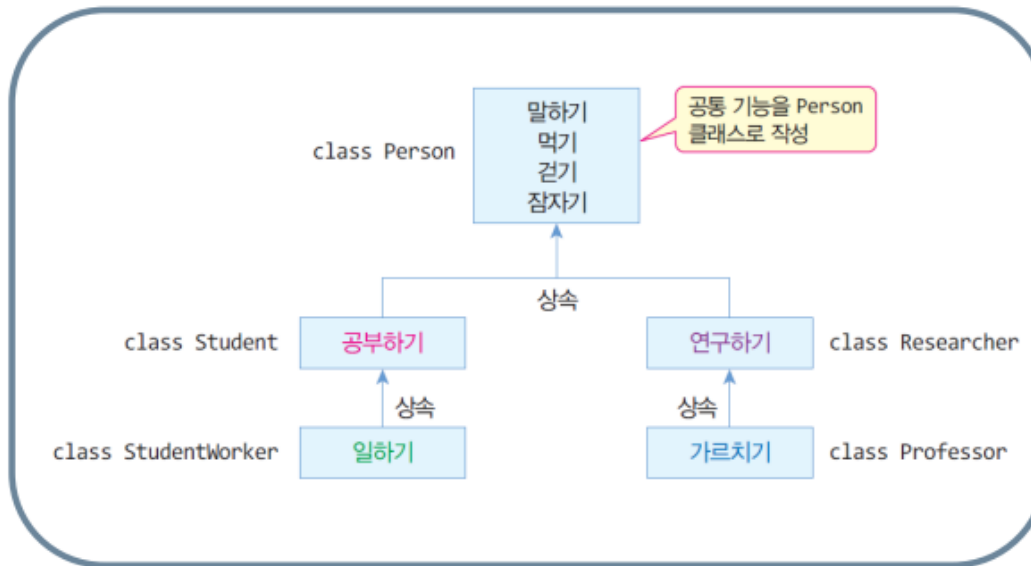 말하기
먹기
걷기
잠자기
class Person
공통 기능을 Person
클래스로 작성
상속
class Student
공부하기
연구하기
class Researcher
상속
상속
class StudentWorker
일하기
가르치기
class Professor